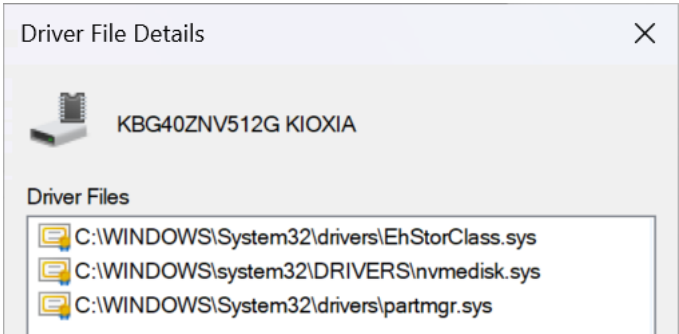 Driver File Details
KBG40ZNV512G KIOXIA
Driver Files
C:\WINDOWS\System32\drivers\EhStorClass.sys
C:\WINDOWS\system32\DRIVERS\nvmedisk.sys
C:\WINDOWS\System32\drivers\partmgr.sys